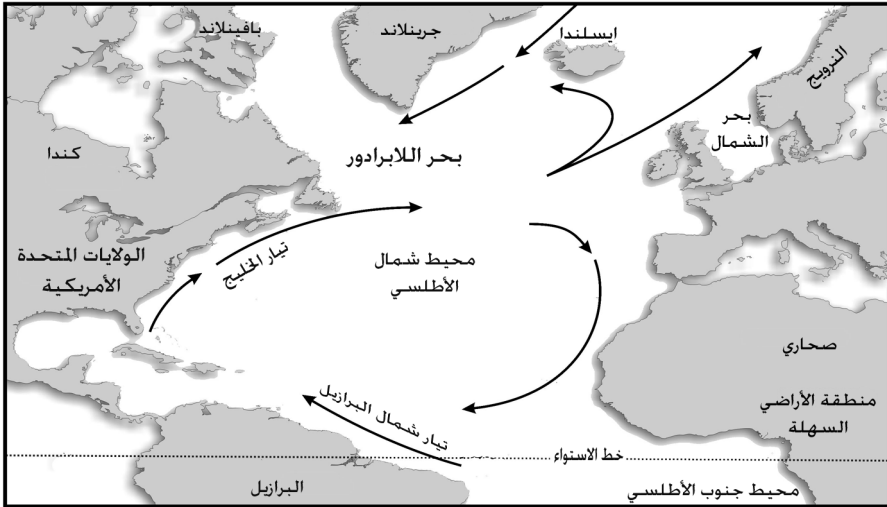 بافينلاند
جرينلاند
ايسلندا
النرويج
بحر
الشمال
كندا
بحر اللابرادور
الولايات المتحدة
الأمريكية
تيار الخليج
محيط شمال
الأطلسي
صحاري
منطقة الأراضي
السهلة
تيار شمال البرازيل
خط الاستواء
البرازيل
محيط جنوب الأطلسي